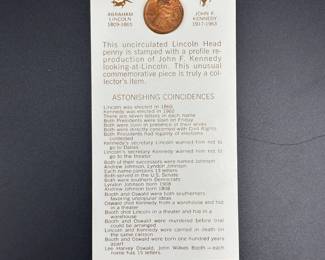 ABRAHAM
LINCOLN
1809-1865
JOHN F.
KENNEDY
1917-1963
This uncirculated Lincoln Head
penny is stamped with a profile re-
production of John F. Kennedy
looking-at-Lincoln. This unusual
commemorative piece is truly a col-
lector's item.
ASTONISHING COINCIDENCES
Lincoln was elected in 1860
Kennedy was elected in 1960
There are seven letters in each name
Both Presidents were slain on Friday
Both were slain in presence of their wives
Both were directly concerned with Civil Rights
Both Presidents had legality of elections
contested
Kennedy's secretary warned him not to
go to Dallas
Lincoln's secretary Kennedy warned him not to
go to the theater
Both of their successors were named Johnson
Andrew Johnson, Lyndon Johnson
Each name contains 13 letters
Both served in the U.S. Senate
Both were southern Democrats
Lyndon Johnson born 1908
Andrew Johnson born 1808
Booth and Oswald were both southerners
favoring unpopular ideas
Oswald shot Kennedy from a warehouse and hid
in a theater
Booth shot Lincoln in a theater and hid in a
warehouse
Booth and Oswald were murdered before trial
could be arranged
Lincoln and Kennedy were carried in death on
the same caisson
Booth and Oswald were born one hundred years
apart
Lee Harvey Oswald, John Wilkes Booth - each
name has 15 letters